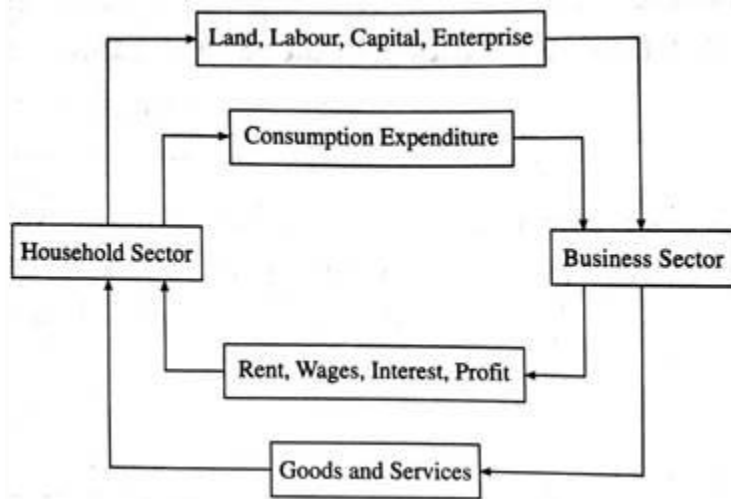 Land, Labour, Capital, Enterprise
Consumption Expenditure
Household Sector
Business Sector
Rent, Wages, Interest, Profit
Goods and Services